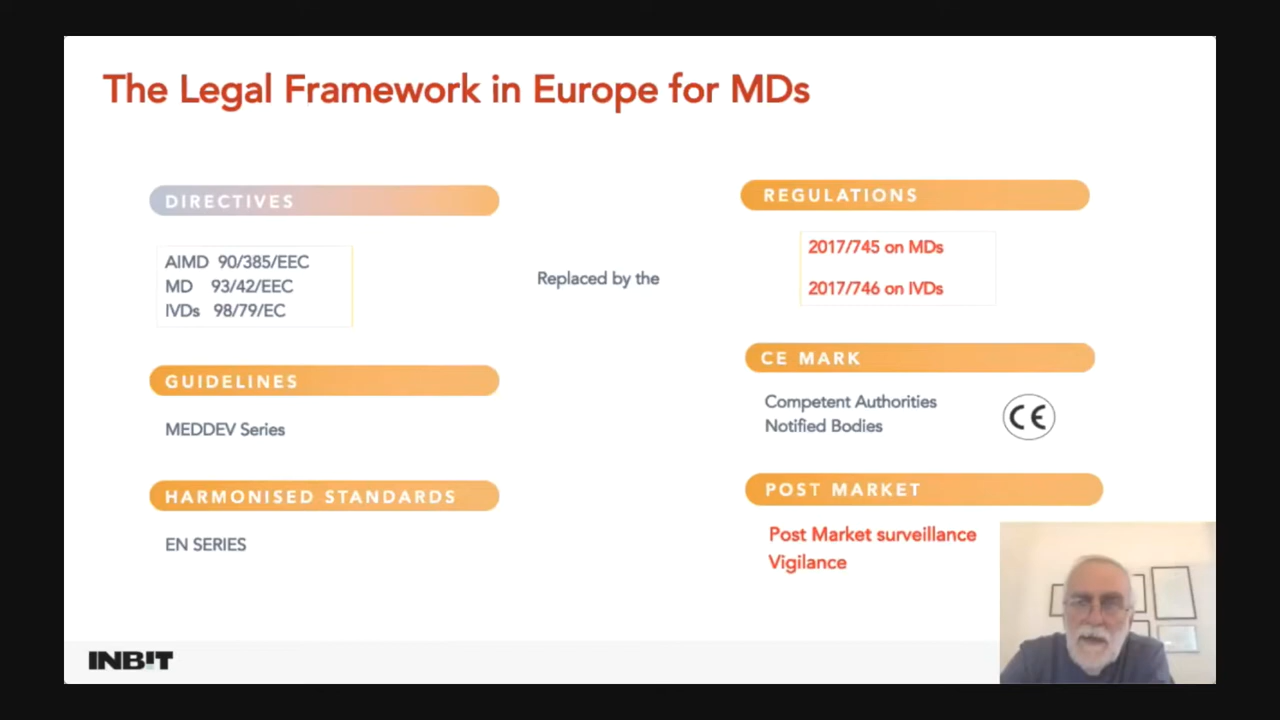 The Legal Framework in Europe for MDs
DIRECTIVES
AIMD 90/385/EEC
MD 93/42/EEC
IVDs 98/79/EC
Replaced by the
REGULATIONS
2017/745 on MDs
2017/746 on IVDs
GUIDELINES
MEDDEV Series
CE MARK
Competent Authorities
Notified Bodies
CE
HARMONISED STANDARDS
EN SERIES
POST MARKET
Post Market surveillance
Vigilance
INBIT